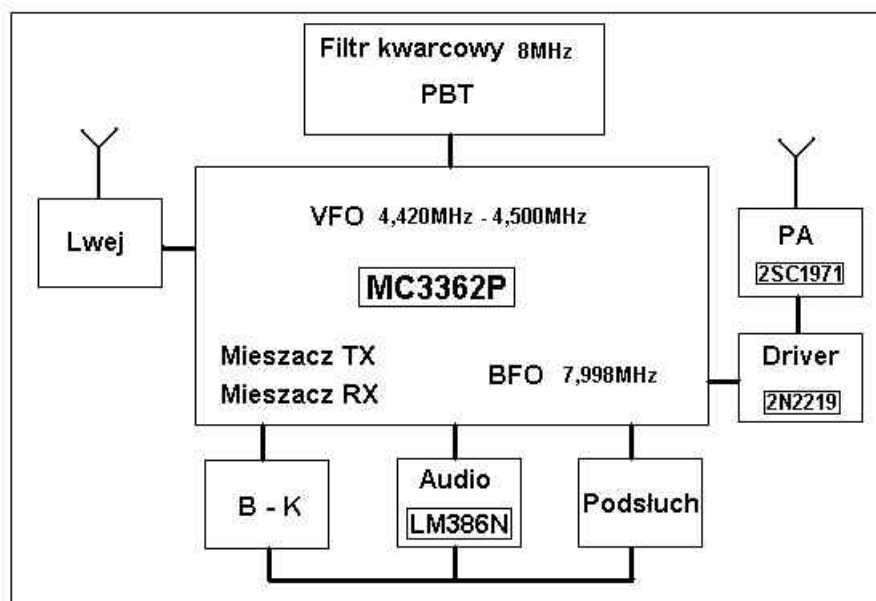 Filtr kwarcowy 8MHz
PBT
Lwej
VFO 4,420MHz - 4,500MHz
MC3362P
Mieszacz TX
Mieszacz RX
BFO 7,998MHz
PA
2SC1971
Driver
2N2219
B - K
Audio
LM386N
Podsłuch